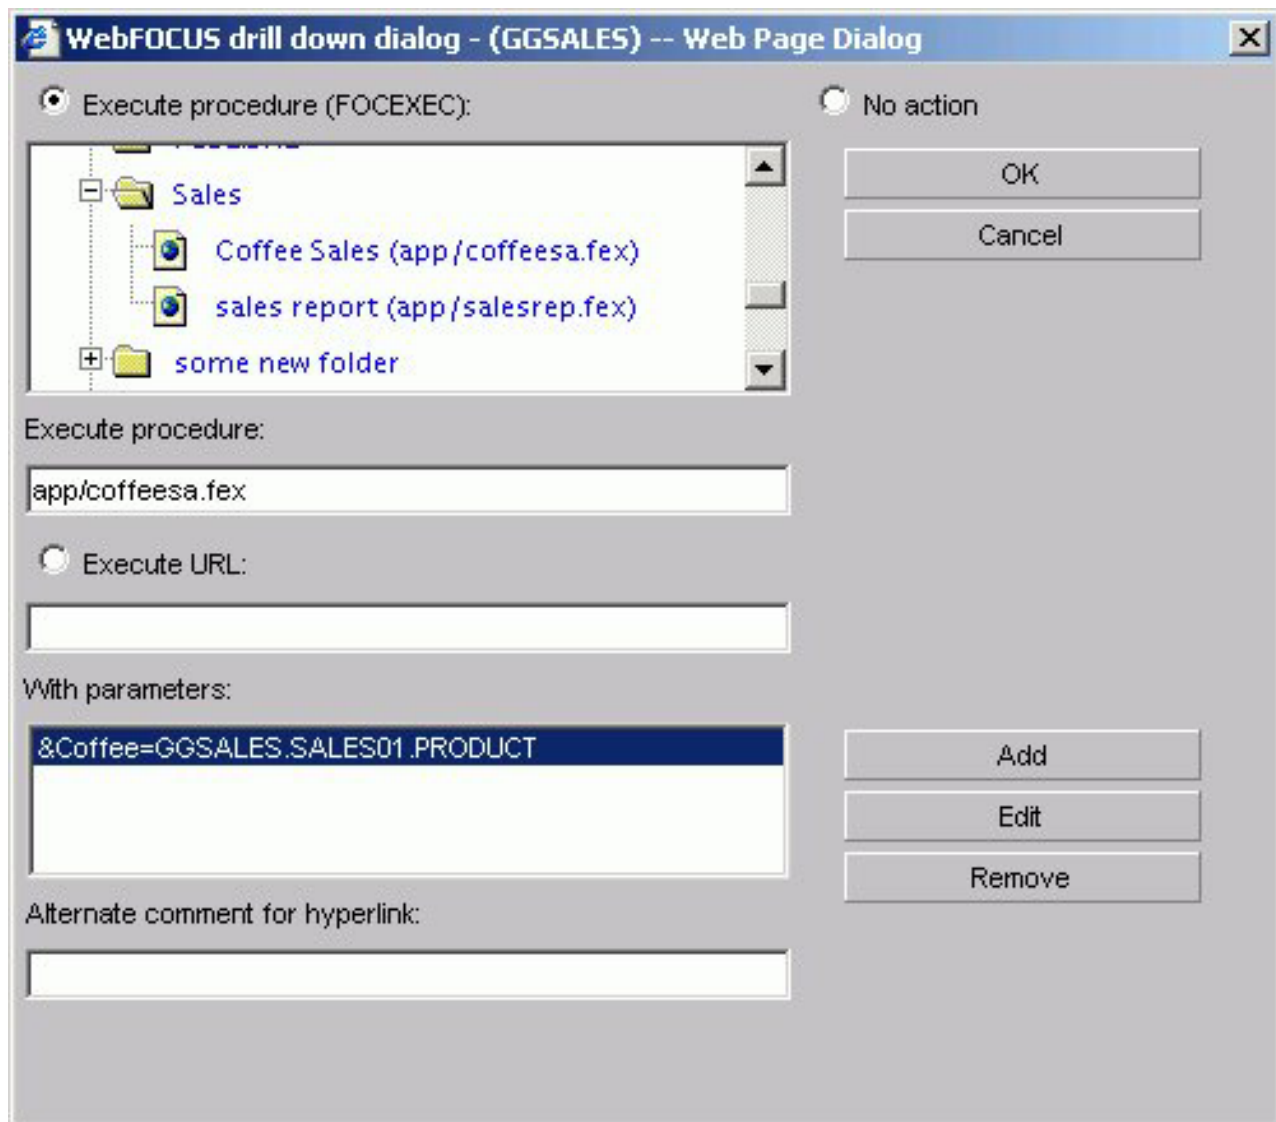 WebFOCUS drill down dialog - (GGSALES) -- Web Page Dialog
Execute procedure (FOCEXEC):
No action
Sales
Coffee Sales (app/coffeesa.fex)
sales report (app/salesrep.fex)
some new folder
OK
Cancel
Execute procedure:
app/coffeesa.fex
Execute URL:
With parameters:
&Coffee=GGSALES.SALES01.PRODUCT
Add
Edit
Remove
Alternate comment for hyperlink: